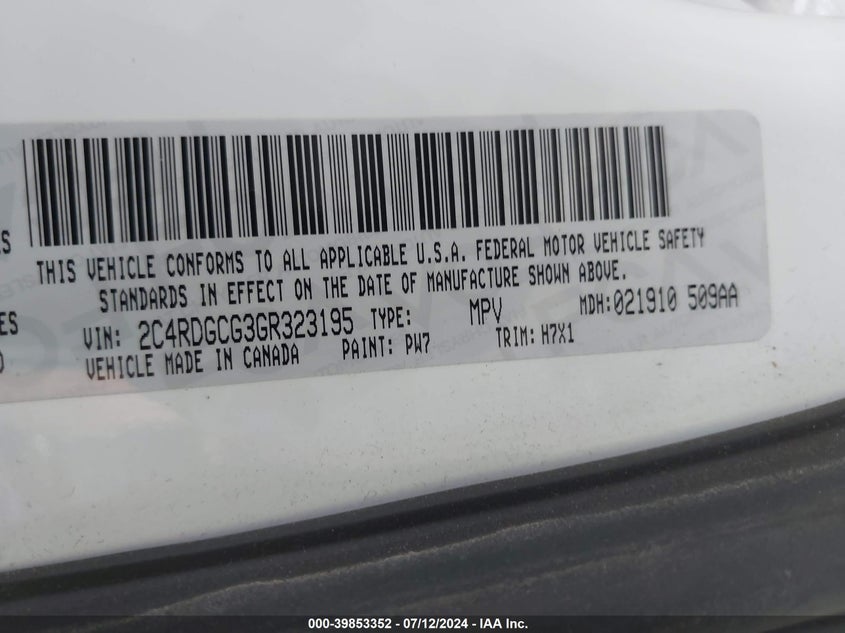 THIS VEHICLE CONFORMS TO ALL APPLICABLE U.S.A. FEDERAL MOTOR VEHICLE SAFETY
STANDARDS IN EFFECT ON THE DATE OF MANUFACTURE SHOWN ABOVE.
VIN: 2C4RDGCG3GR323195 TYPE: MPV MDH:021910 509AA
VEHICLE MADE IN CANADA PAINT: PW7 TRIM: H7X1
000-39853352 - 07/12/2024 - IAA Inc.